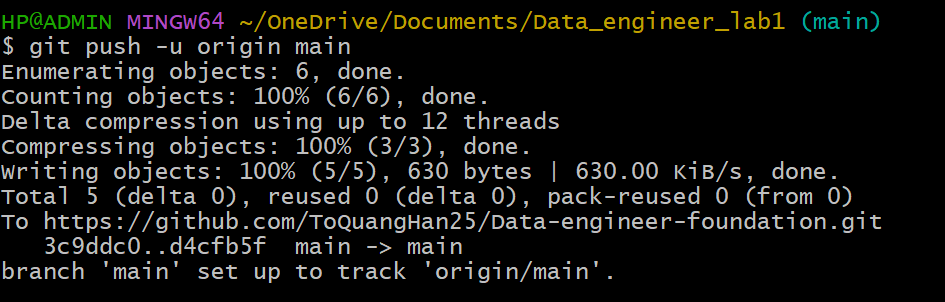 HP@ADMIN MINGW64 ~/OneDrive/Documents/Data_engineer_lab1 (main)
$ git push -u origin main
Enumerating objects: 6, done.
Counting objects: 100% (6/6), done.
Delta compression using up to 12 threads
Compressing objects: 100% (3/3), done.
Writing objects: 100% (5/5), 630 bytes | 630.00 KiB/s, done.
Total 5 (delta 0), reused 0 (delta 0), pack-reused 0 (from 0)
To https://github.com/ToQuangHan25/Data-engineer-foundation.git
   3c9ddc0..d4cfb5f  main -> main
branch 'main' set up to track 'origin/main'.